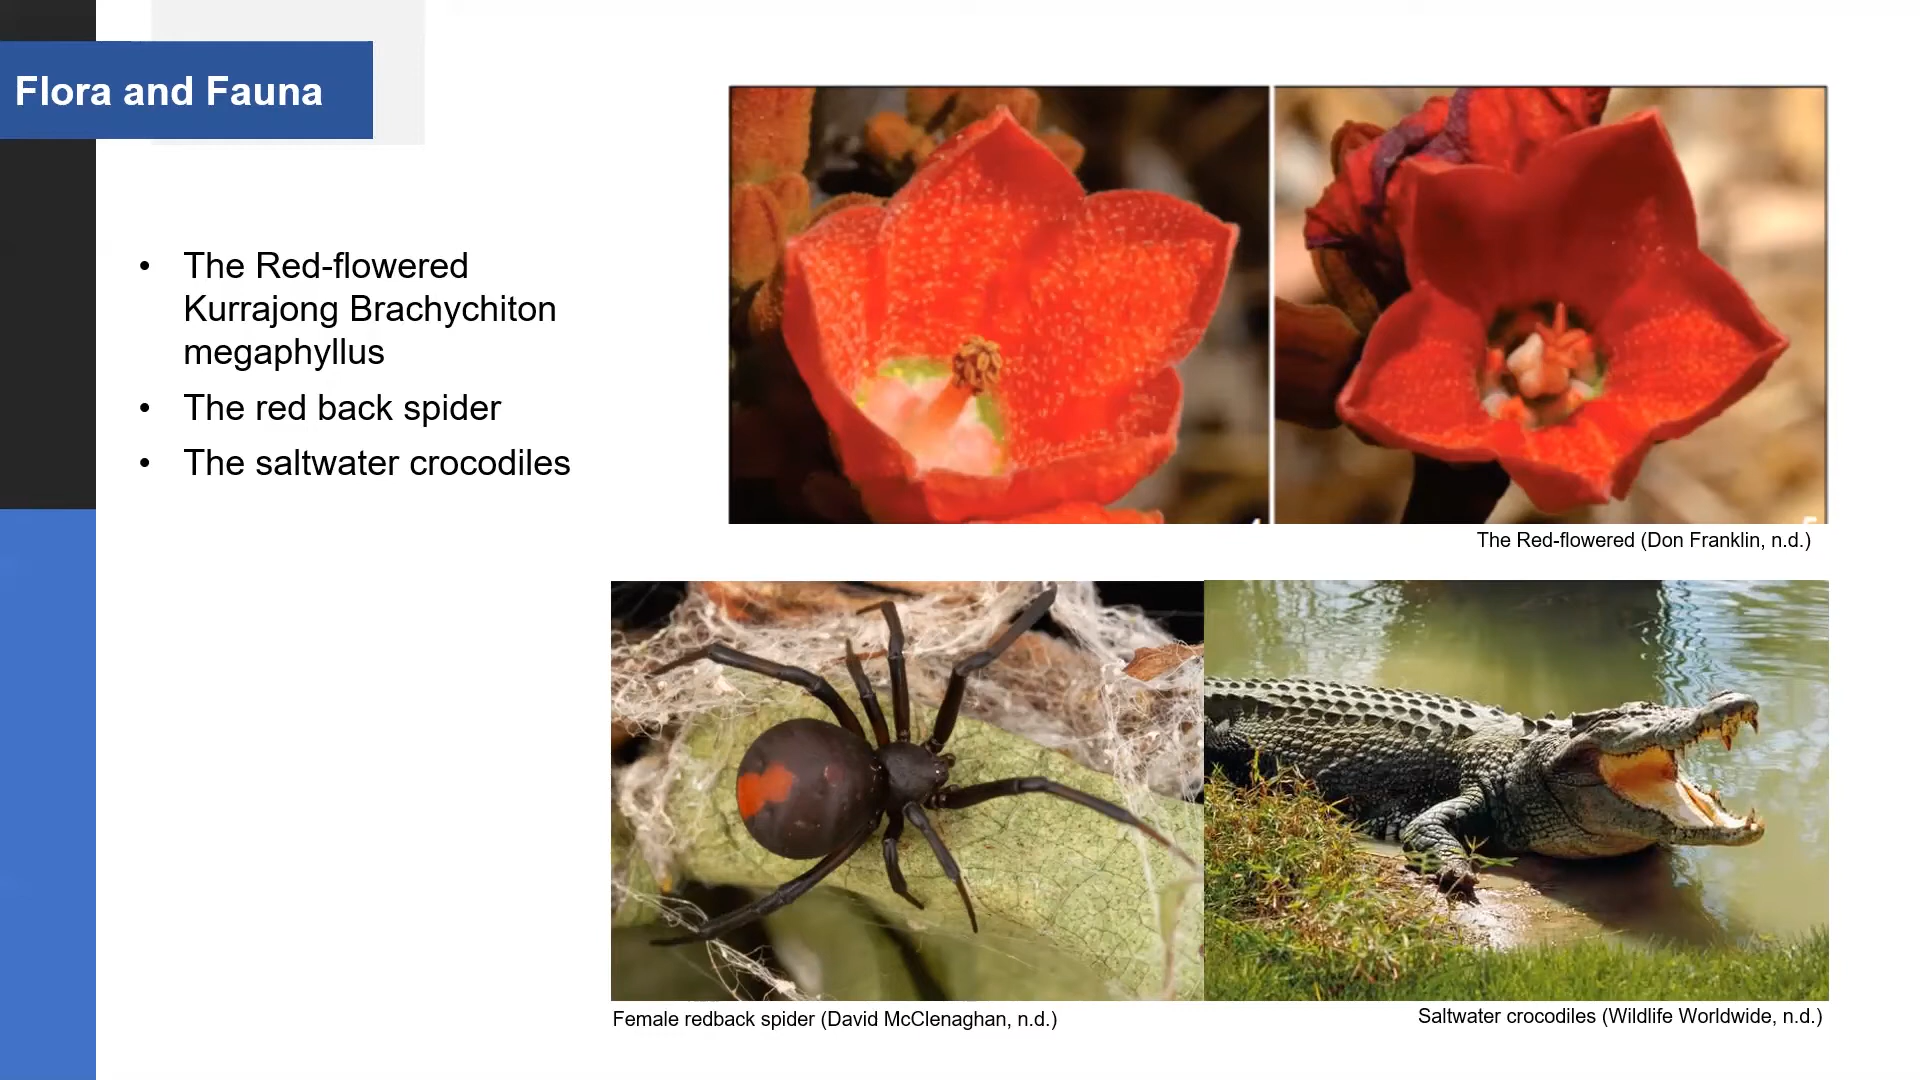 Flora and Fauna
• The Red-flowered
Kurrajong Brachychiton
megaphyllus
• The red back spider
• The saltwater crocodiles
The Red-flowered (Don Franklin, n.d.)
Female redback spider (David McClenaghan, n.d.)
Saltwater crocodiles (Wildlife Worldwide, n.d.)